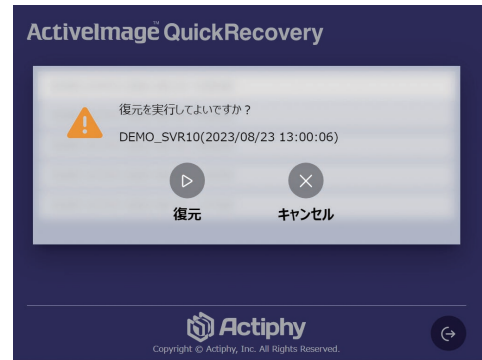 ActiveImage™ QuickRecovery
復元を実行してよいですか？
DEMO_SVR10(2023/08/23 13:00:06)
復元 キャンセル
Actiphy
Copyright © Actiphy, Inc. All Rights Reserved.